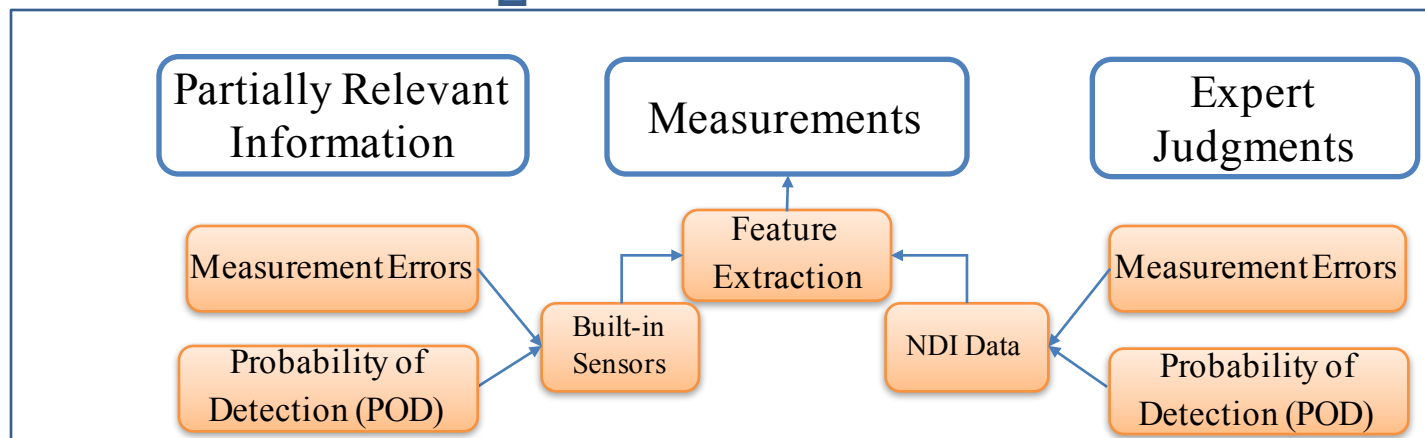 Partially Relevant
Information
Measurements
Expert
Judgments
Feature
Extraction
Measurement Errors
Measurement Errors
Built-in
Sensors
NDI Data
Probability of
Detection (POD)
Probability of
Detection (POD)